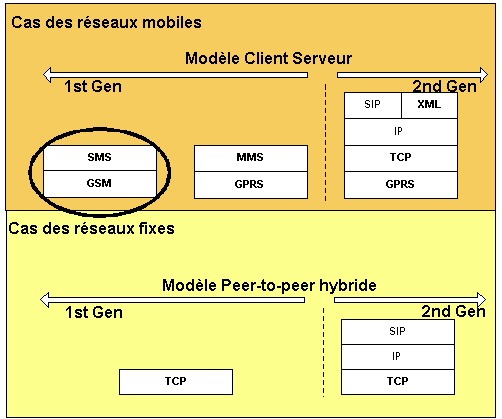 Cas des réseaux mobiles
Modèle Client Serveur
1st Gen
2nd Gen
SIP
XML
IP
SMS
MMS
TCP
GSM
GPRS
GPRS
Cas des réseaux fixes
Modèle Peer-to-peer hybride
1st Gen
2nd Gen
SIP
IP
TCP
TCP